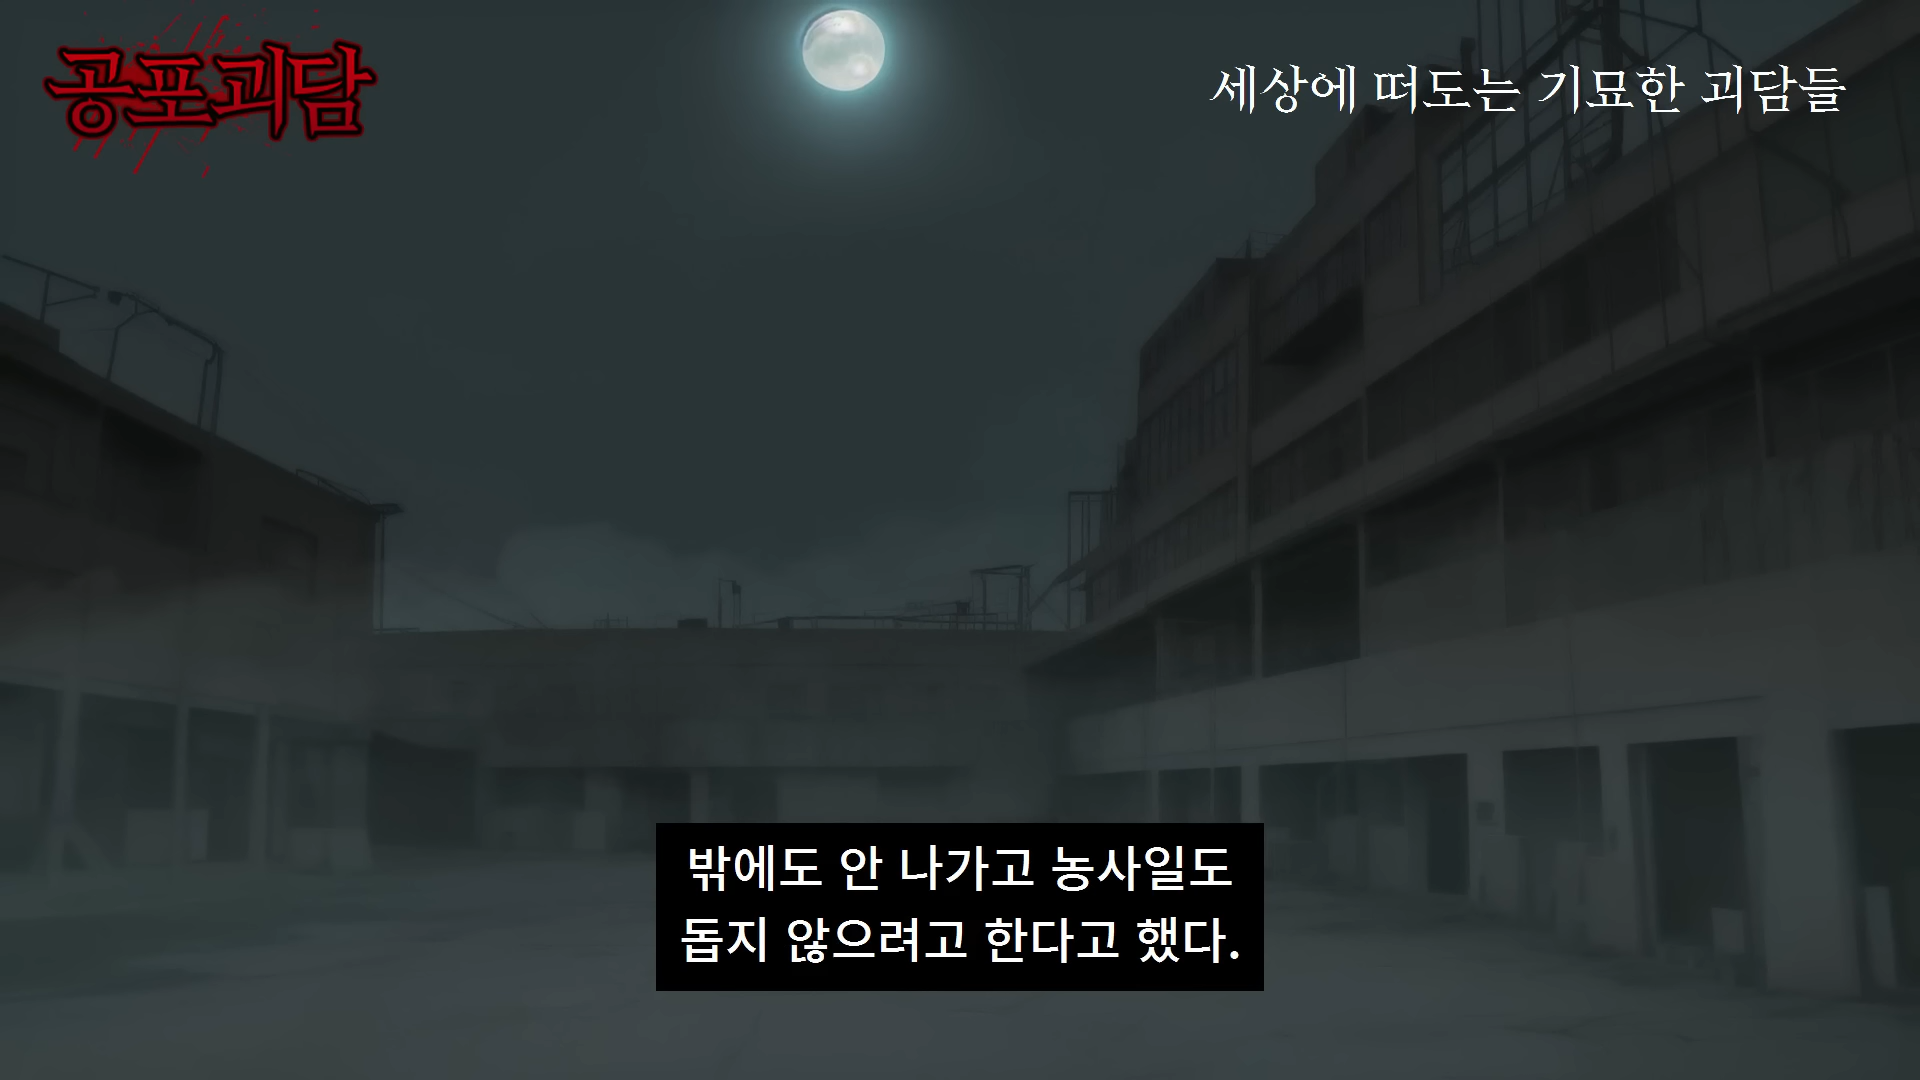 공포괴담
세상에 떠도는 기묘한 괴담들
밖에도 안 나가고 농사일도
돕지 않으려고 한다고 했다.